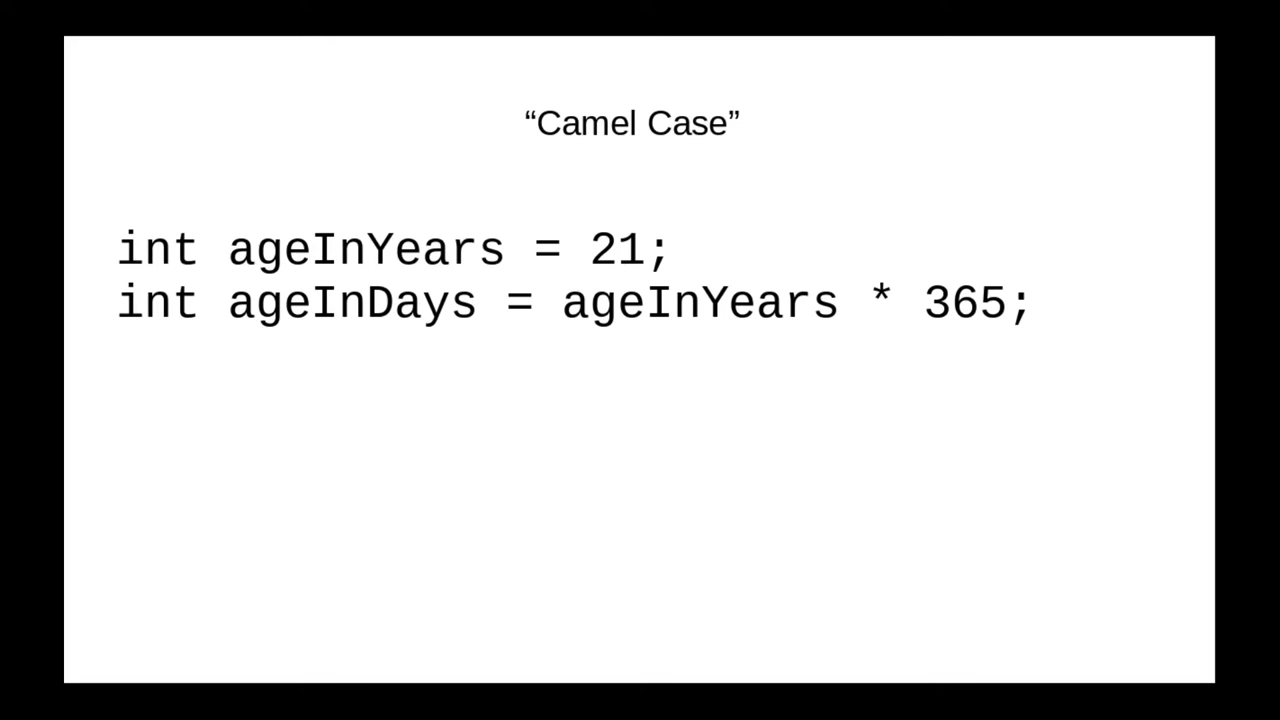 “Camel Case”
int ageInYears = 21;
int ageInDays = ageInYears * 365;